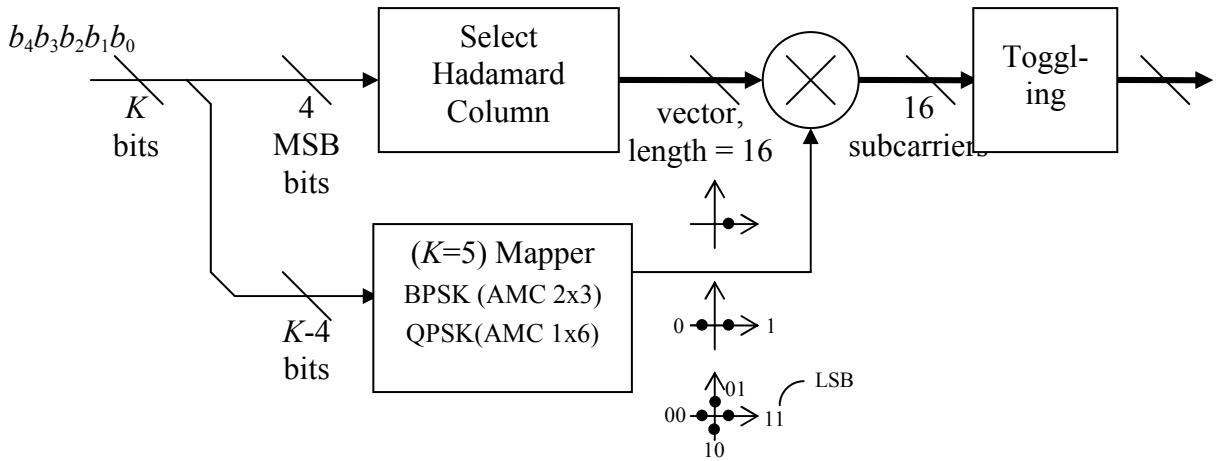 b4b3b2b1b0
K
bits
4
MSB
bits
Select
Hadamard
Column
vector,
length = 16
16
subcarriers
Toggl-
ing
K-4
bits
(K=5) Mapper
BPSK (AMC 2x3)
QPSK(AMC 1x6)
0 1
01
LSB
00 11
10